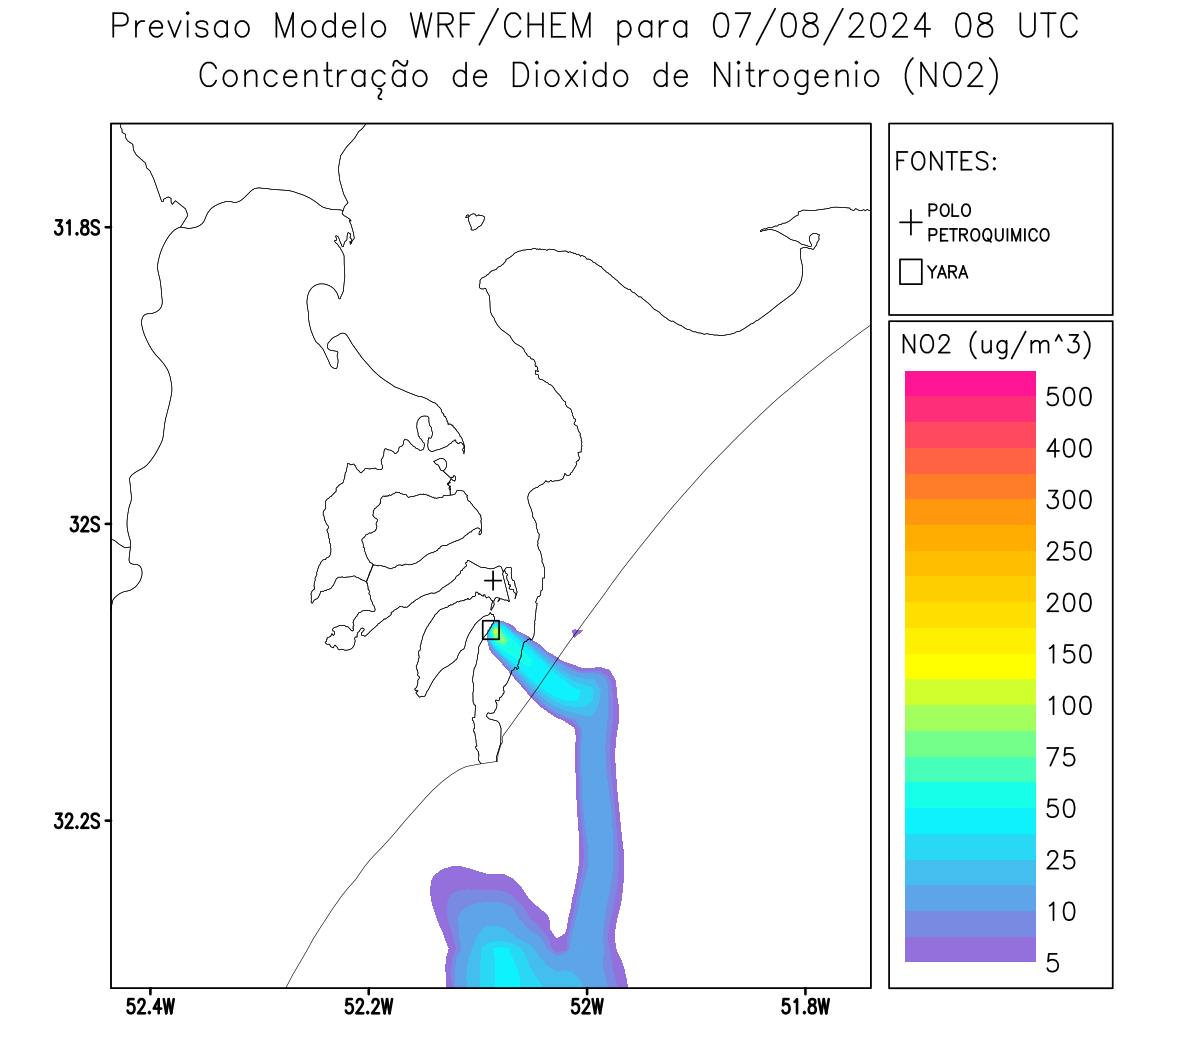 Previsao Modelo WRF/CHEM para 07/08/2024 08 UTC
Concentração de Dioxido de Nitrogenio (NO2)
FONTES:
POLO
PETROQUIMICO
YARA
NO2 (ug/m^3)
500
400
300
250
200
150
100
75
50
25
10
5
31.8S
32S
32.2S
52.4W
52.2W
52W
51.8W